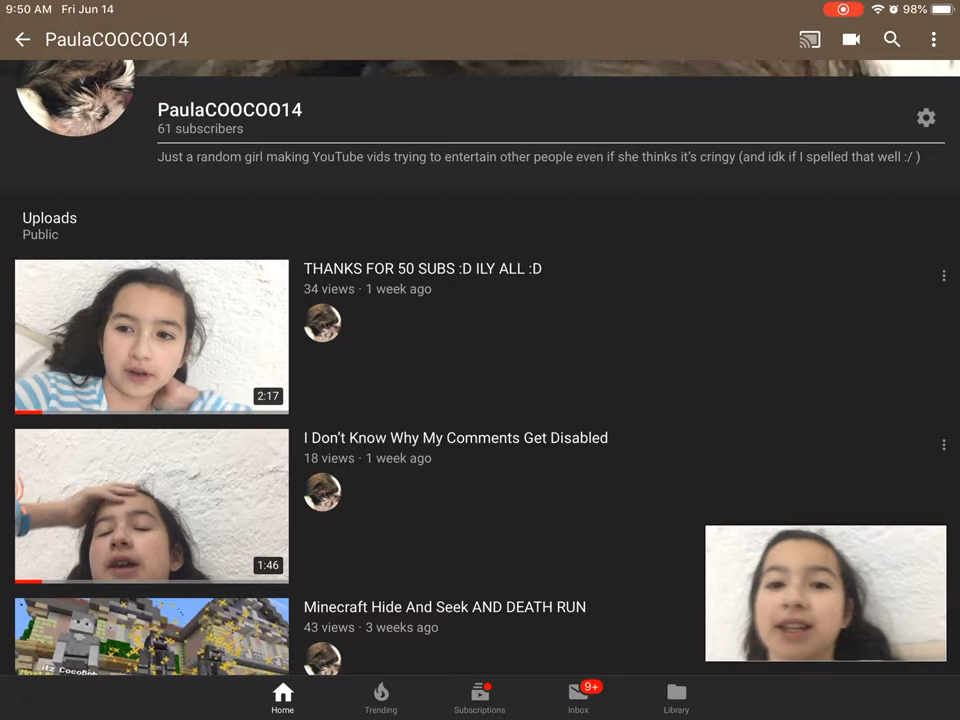 9:50 AM Fri Jun 14
98%
PaulaCOOCOO14
PaulaCOOCOO14
61 subscribers
Just a random girl making YouTube vids trying to entertain other people even if she thinks it's cringy (and idk if I spelled that well :/ )
Uploads
Public
THANKS FOR 50 SUBS :D ILY ALL :D
34 views · 1 week ago
2:17
I Don't Know Why My Comments Get Disabled
18 views · 1 week ago
1:46
Minecraft Hide And Seek AND DEATH RUN
43 views · 3 weeks ago
9+
Home
Trending
Subscriptions
Inbox
Library